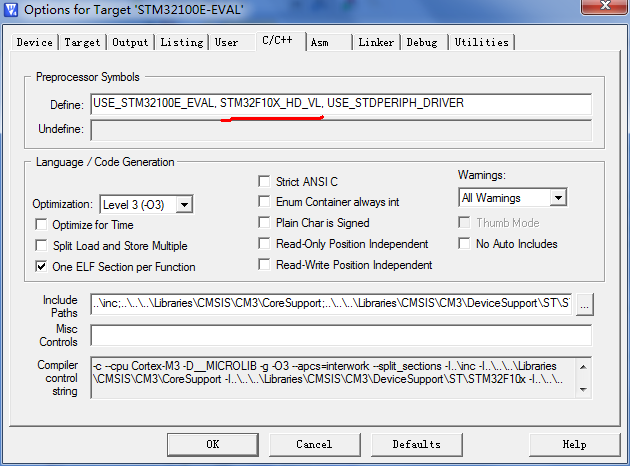 Options for Target 'STM32100E-EVAL'
Device Target Output Listing User C/C++ Asm Linker Debug Utilities
Preprocessor Symbols
Define: USE_STM32100E_EVAL, STM32F10X_HD_VL, USE_STDPERIPH_DRIVER
Undefine:
Language / Code Generation
Optimization: Level 3 (-O3)
Optimize for Time
Split Load and Store Multiple
One ELF Section per Function
Strict ANSI C
Enum Container always int
Plain Char is Signed
Read-Only Position Independent
Read-Write Position Independent
Warnings:
All Warnings
Thumb Mode
No Auto Includes
Include Paths ..\inc;..\..\..\Libraries\CMSIS\CM3\CoreSupport;..\..\..\Libraries\CMSIS\CM3\DeviceSupport\ST\ST ...
Misc Controls
Compiler control string
-c --cpu Cortex-M3 -D__MICROLIB -g -O3 --apcs=interwork --split_sections -I..\inc -I..\..\..\Libraries
\CMSIS\CM3\CoreSupport -I..\..\..\Libraries\CMSIS\CM3\DeviceSupport\ST\STM32F10x -I..\..\..
OK Cancel Defaults Help